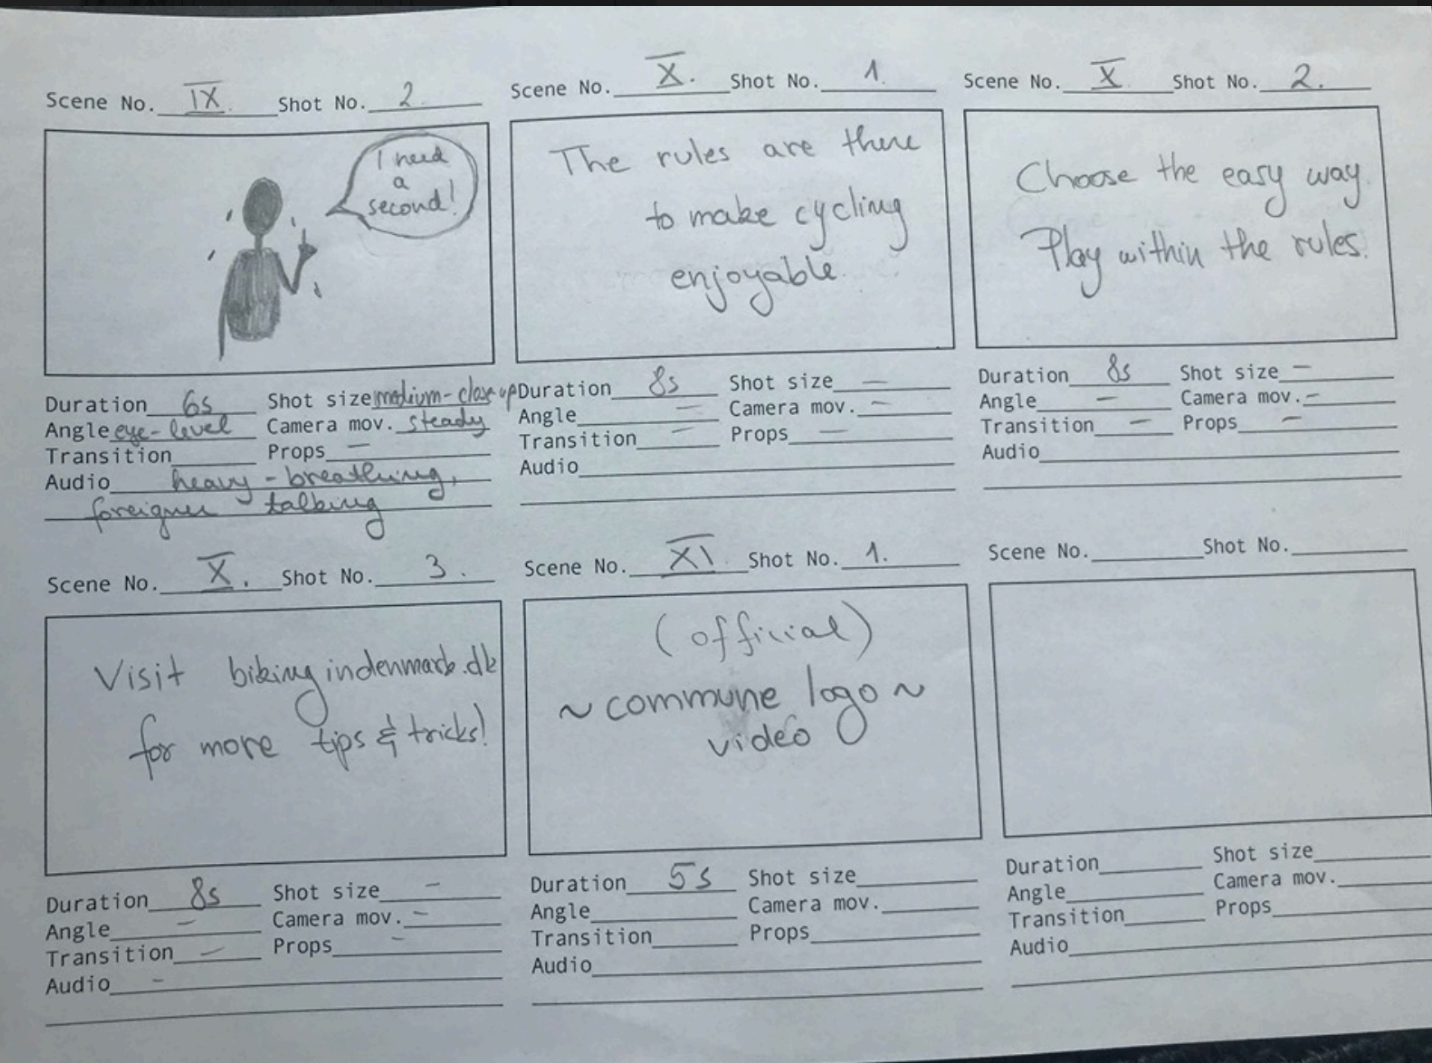 Scene No. IX. Shot No. 2.
I need
a
second!
Duration 6s Shot size medium-close up
Angle eye-level Camera mov. steady
Transition Props —
Audio heavy-breathing,
foreigner talking
Scene No. X. Shot No. 1.
The rules are there
to make cycling
enjoyable.
Duration 8s Shot size —
Angle — Camera mov. —
Transition — Props —
Audio
Scene No. X Shot No. 2.
Choose the easy way.
Play within the rules.
Duration 8s Shot size —
Angle — Camera mov. —
Transition — Props —
Audio
Scene No. X. Shot No. 3.
Visit bikingindenmark.dk
for more tips & tricks!
Duration 8s Shot size —
Angle — Camera mov. —
Transition — Props —
Audio —
Scene No. XI. Shot No. 1.
(official)
~ commune logo ~
video
Duration 5s Shot size
Angle Camera mov.
Transition Props
Audio
Scene No. Shot No.
Duration Shot size
Angle Camera mov.
Transition Props
Audio